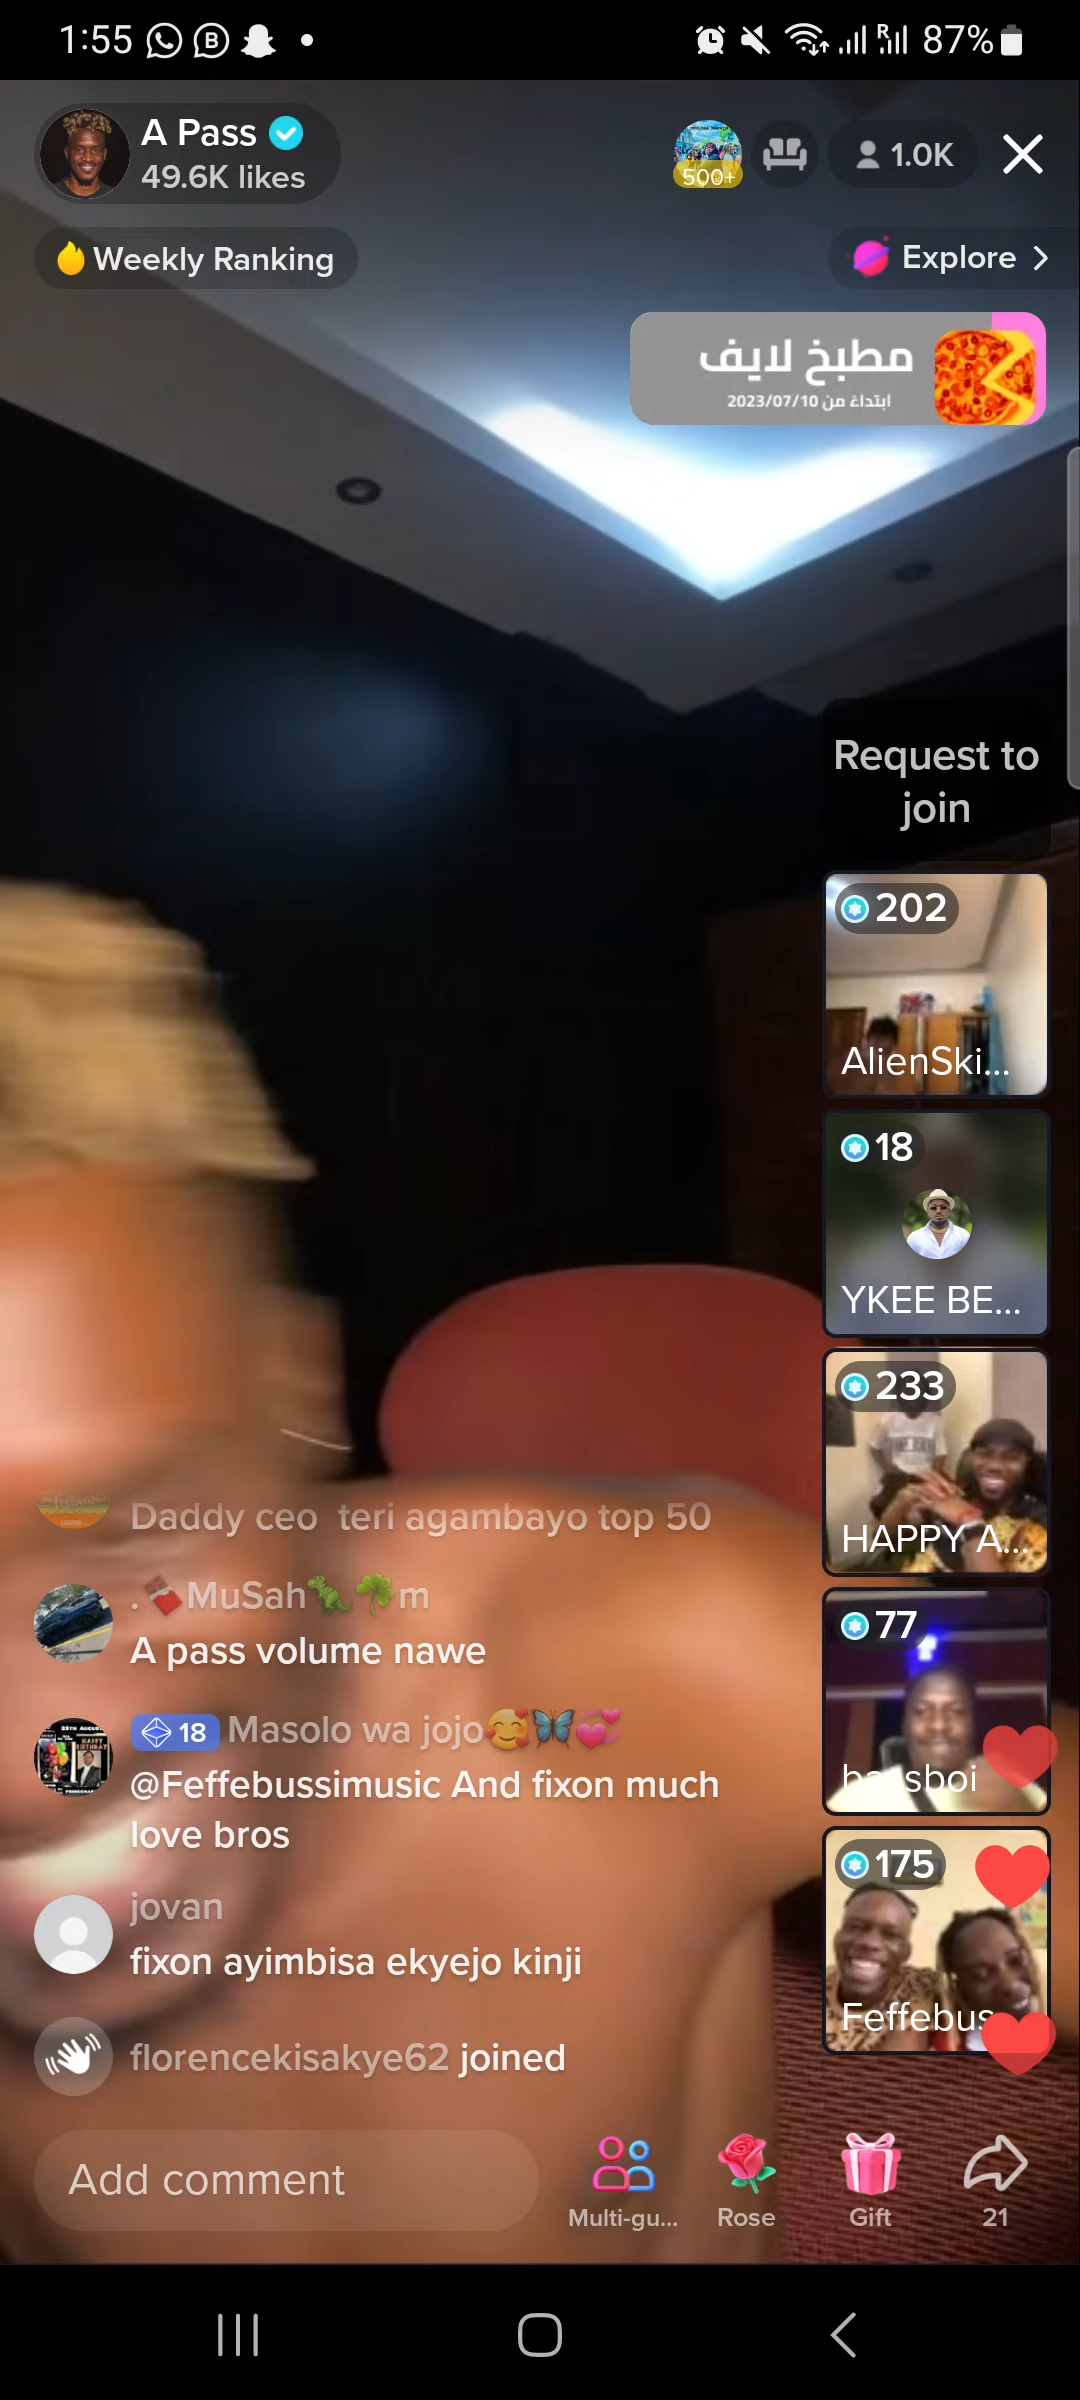 1:55
87%
A Pass
49.6K likes
500+
1.0K
Weekly Ranking
Explore
مطبخ لايف
ابتداءً من 2023/07/10
Request to
join
202
AlienSki...
18
YKEE BE...
233
HAPPY A...
77
175
Feffebus
Daddy ceo teri agambayo top 50
. 🍫MuSah🦖☘️m
A pass volume nawe
18 Masolo wa jojo🥰🦋💞
@Feffebussimusic And fixon much
love bros
jovan
fixon ayimbisa ekyejo kinji
florencekisakye62 joined
Add comment
Multi-gu...
Rose
Gift
21